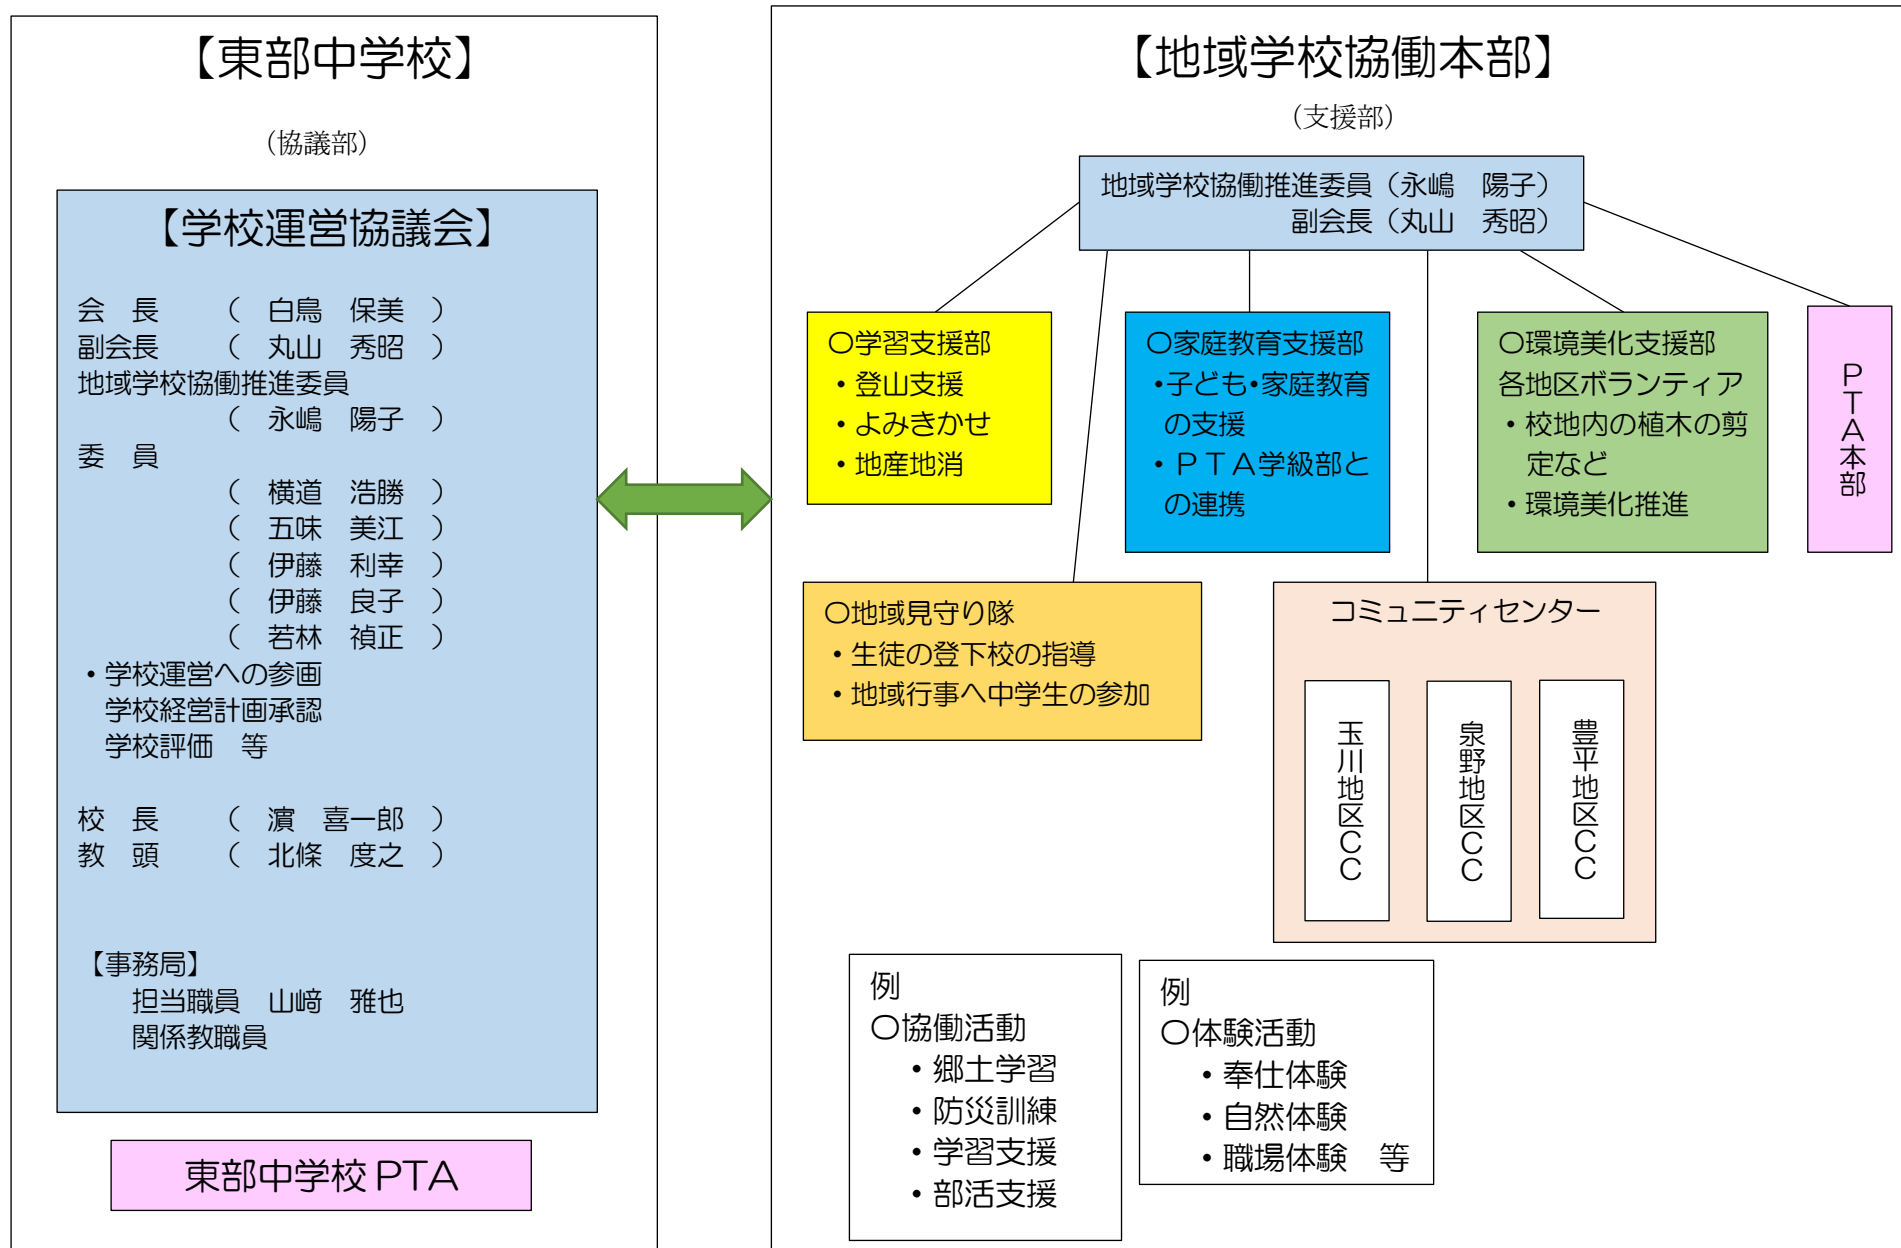 【東部中学校】
（協議部）
【学校運営協議会】
会　長　　（　白鳥　保美　）
副会長　　（　丸山　秀昭　）
地域学校協働推進委員
（　永嶋　陽子　）
委　員
（　横道　浩勝　）
（　五味　美江　）
（　伊藤　利幸　）
（　伊藤　良子　）
（　若林　禎正　）
・学校運営への参画
学校経営計画承認
学校評価　等
校　長　　（　濵　喜一郎　）
教　頭　　（　北條　度之　）
【事務局】
担当職員　山﨑　雅也
関係教職員
東部中学校 PTA
【地域学校協働本部】
（支援部）
地域学校協働推進委員（永嶋　陽子）
副会長（丸山　秀昭）
〇学習支援部
・登山支援
・よみきかせ
・地産地消
〇家庭教育支援部
・子ども・家庭教育
の支援
・ＰＴＡ学級部と
の連携
〇環境美化支援部
各地区ボランティア
・校地内の植木の剪
定など
・環境美化推進
ＰＴＡ本部
〇地域見守り隊
・生徒の登下校の指導
・地域行事へ中学生の参加
コミュニティセンター
玉川地区ＣＣ
泉野地区ＣＣ
豊平地区ＣＣ
例
〇協働活動
・郷土学習
・防災訓練
・学習支援
・部活支援
例
〇体験活動
・奉仕体験
・自然体験
・職場体験　等